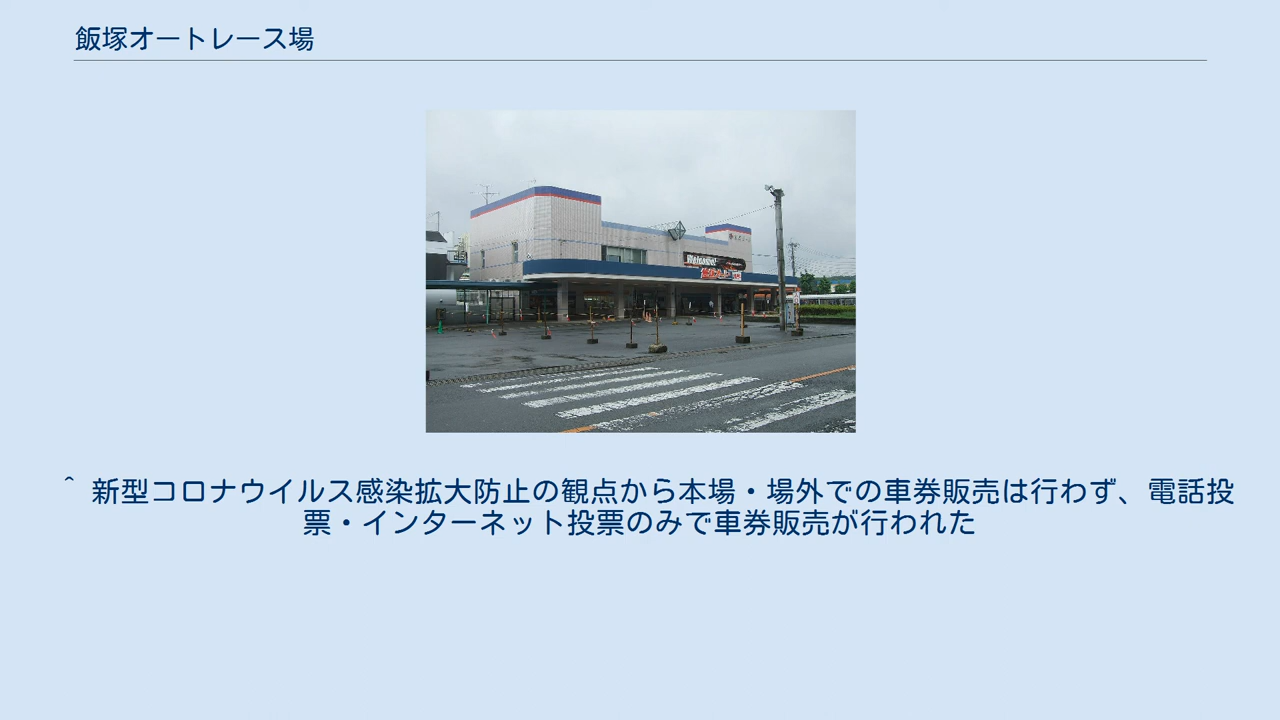 飯塚オートレース場
Welcome!
^ 新型コロナウイルス感染拡大防止の観点から本場・場外での車券販売は行わず、電話投
票・インターネット投票のみで車券販売が行われた